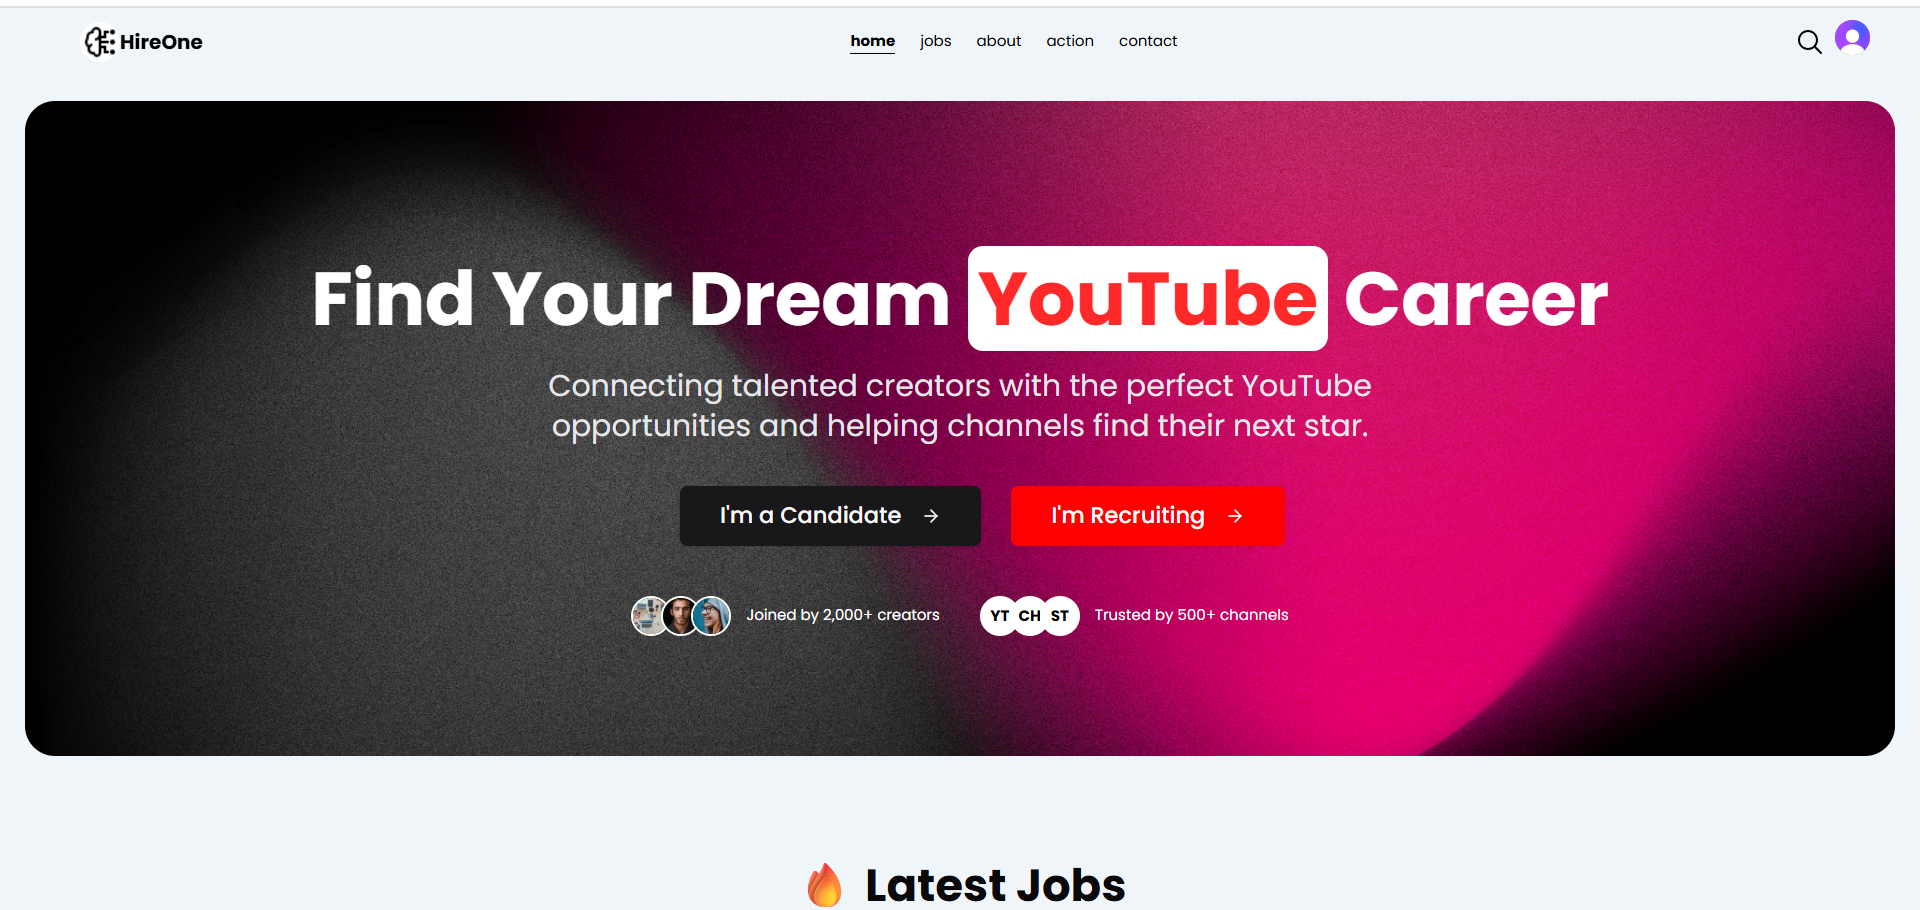 HireOne
home jobs about action contact
Find Your Dream YouTube Career
Connecting talented creators with the perfect YouTube
opportunities and helping channels find their next star.
I'm a Candidate → I'm Recruiting →
Joined by 2,000+ creators YT CH ST Trusted by 500+ channels
Latest Jobs